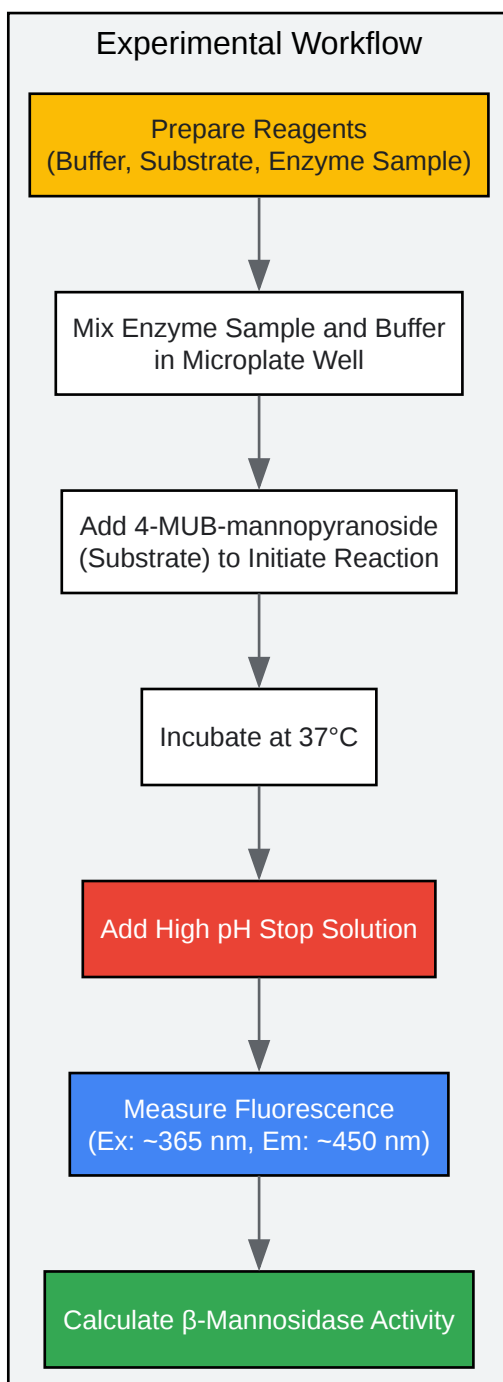 Experimental Workflow
Prepare Reagents
(Buffer, Substrate, Enzyme Sample)
Mix Enzyme Sample and Buffer
in Microplate Well
Add 4-MUB-mannopyranoside
(Substrate) to Initiate Reaction
Incubate at 37°C
Add High pH Stop Solution
Measure Fluorescence
(Ex: ~365 nm, Em: ~450 nm)
Calculate β-Mannosidase Activity